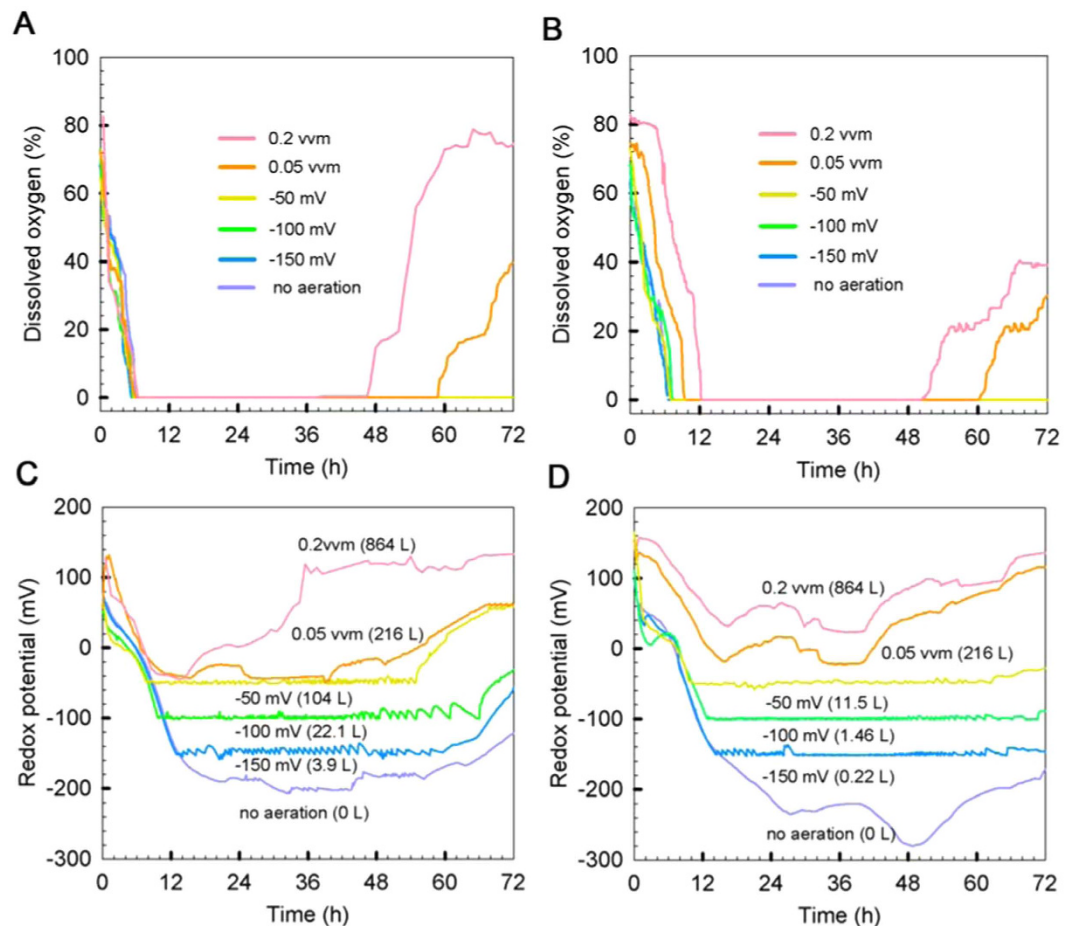 A
100
80
60
40
20
0
Dissolved oxygen (%)
0.2 vvm
0.05 vvm
-50 mV
-100 mV
-150 mV
no aeration
0 12 24 36 48 60 72
Time (h)
B
100
80
60
40
20
0
Dissolved oxygen (%)
0.2 vvm
0.05 vvm
-50 mV
-100 mV
-150 mV
no aeration
0 12 24 36 48 60 72
Time (h)
C
200
100
0
-100
-200
-300
Redox potential (mV)
0.2vvm (864 L)
0.05 vvm (216 L)
-50 mV (104 L)
-100 mV (22.1 L)
-150 mV (3.9 L)
no aeration (0 L)
0 12 24 36 48 60 72
Time (h)
D
200
100
0
-100
-200
-300
Redox potential (mV)
0.2 vvm (864 L)
0.05 vvm (216 L)
-50 mV (11.5 L)
-100 mV (1.46 L)
-150 mV (0.22 L)
no aeration (0 L)
0 12 24 36 48 60 72
Time (h)